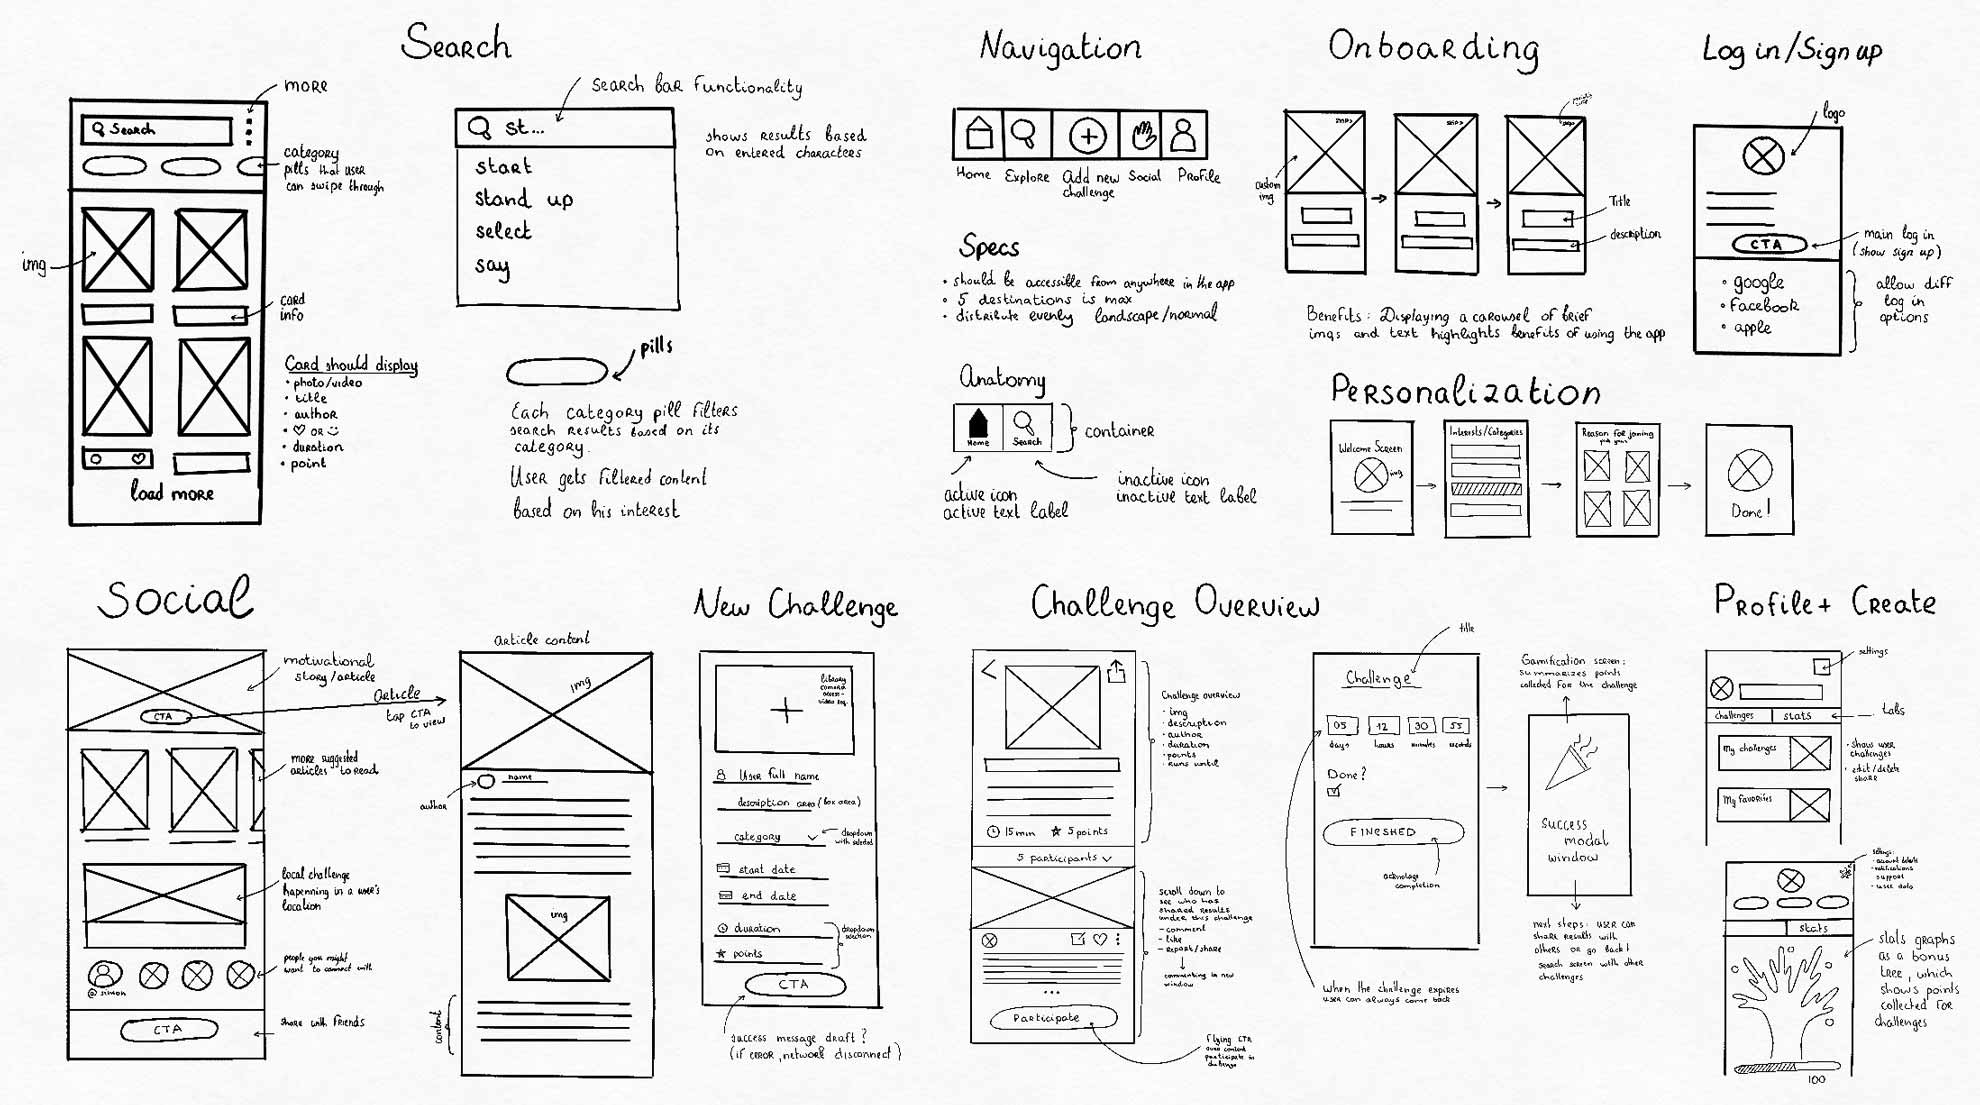 Search
more
Search
category
pills that user
can swipe through
img
card
info
Card should display
• photo/video
• title
• author
• ♡ or ☺
• duration
• point
load more
search bar functionality
st...
start
stand up
select
say
shows results based
on entered characters
pills
Each category pill filters
search results based on its
category.
User gets filtered content
based on his interest
Navigation
Home
Explore
Add new
challenge
Social
Profile
Specs
• should be accessible from anywhere in the app
• 5 destinations is max
• distribute evenly landscape/normal
Anatomy
Home
Search
container
active icon
active text label
inactive icon
inactive text label
Onboarding
skip>
skip>
custom
img
Title
description
Benefits: Displaying a carousel of brief
imgs and text highlights benefits of using the app
Log in/Sign up
logo
CTA
main log in
(show sign up)
• google
• facebook
• apple
allow diff
log in
options
Personalization
Welcome Screen
img
Interests/Categories
Reason for joining
Done!
Social
motivational
story/article
CTA
Article
tap CTA
to view
more suggested
articles to read
local challenge
happenning in a user's
location
people you might
want to connect with
@simon
CTA
share with friends
article content
img
name
author
img
content
New Challenge
library
camera
access
+
User full name
description area (box area)
category
dropdown
with selected
start date
end date
duration
points
dropdown
section
CTA
success message draft?
(if error, network disconnect)
Challenge Overview
Challenge overview
• img
• description
• author
• duration
• points
• runs until
15 min
5 points
5 participants
Scroll down to
see who has
shared results
under this challenge
- comment
- like
- report/share
commenting in new
window
...
Participate
Flying CTA
over content
participate in
challenge
title
Challenge
05
12
30
55
days
hours
minutes
seconds
Done?
FINESHED
acknologe
completion
When the challenge expires
user can always come back
Gamification screen:
summarizes points
collected for the challenge
success
modal
window
next steps: user can
share results with
others or go back!
search screen with other
challenges
Profile+ Create
settings
challenges
stats
tabs
My challenges
• shows user
challenges
• edit/delete
share
My favorites
settings:
• account details
• notifications
support
• user data
stats
stats graphs
as a bonus
tree, which
shows points
collected for
challenges
100